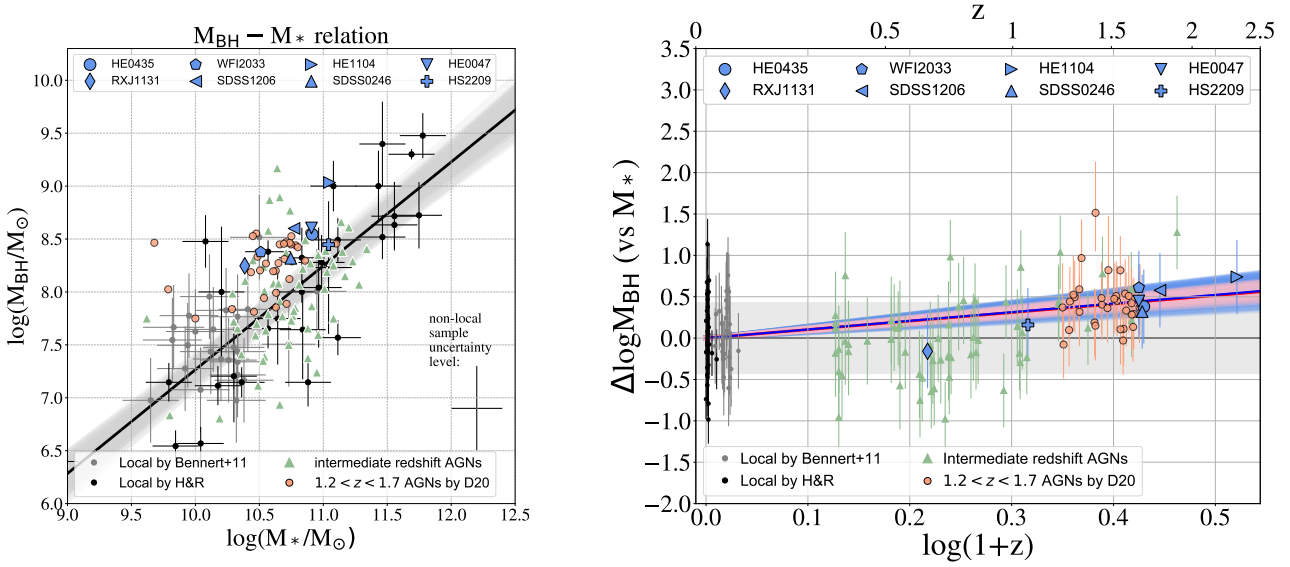 M_BH − M_* relation
HE0435 WFI2033 HE1104 HE0047
RXJ1131 SDSS1206 SDSS0246 HS2209
10.0
9.5
9.0
8.5
8.0
7.5
7.0
6.5
6.0
log(M_BH/M_⊙)
non-local
sample
uncertainty
level:
Local by Bennert+11 intermediate redshift AGNs
Local by H&R 1.2 < z < 1.7 AGNs by D20
9.0 9.5 10.0 10.5 11.0 11.5 12.0 12.5
log(M_*/M_⊙)
z
0 0.5 1 1.5 2 2.5
HE0435 WFI2033 HE1104 HE0047
RXJ1131 SDSS1206 SDSS0246 HS2209
3.5
3.0
2.5
2.0
1.5
1.0
0.5
0.0
−0.5
−1.0
−1.5
−2.0
ΔlogM_BH (vs M_*)
Local by Bennert+11 Intermediate redshift AGNs
Local by H&R 1.2 < z < 1.7 AGNs by D20
0.0 0.1 0.2 0.3 0.4 0.5
log(1+z)